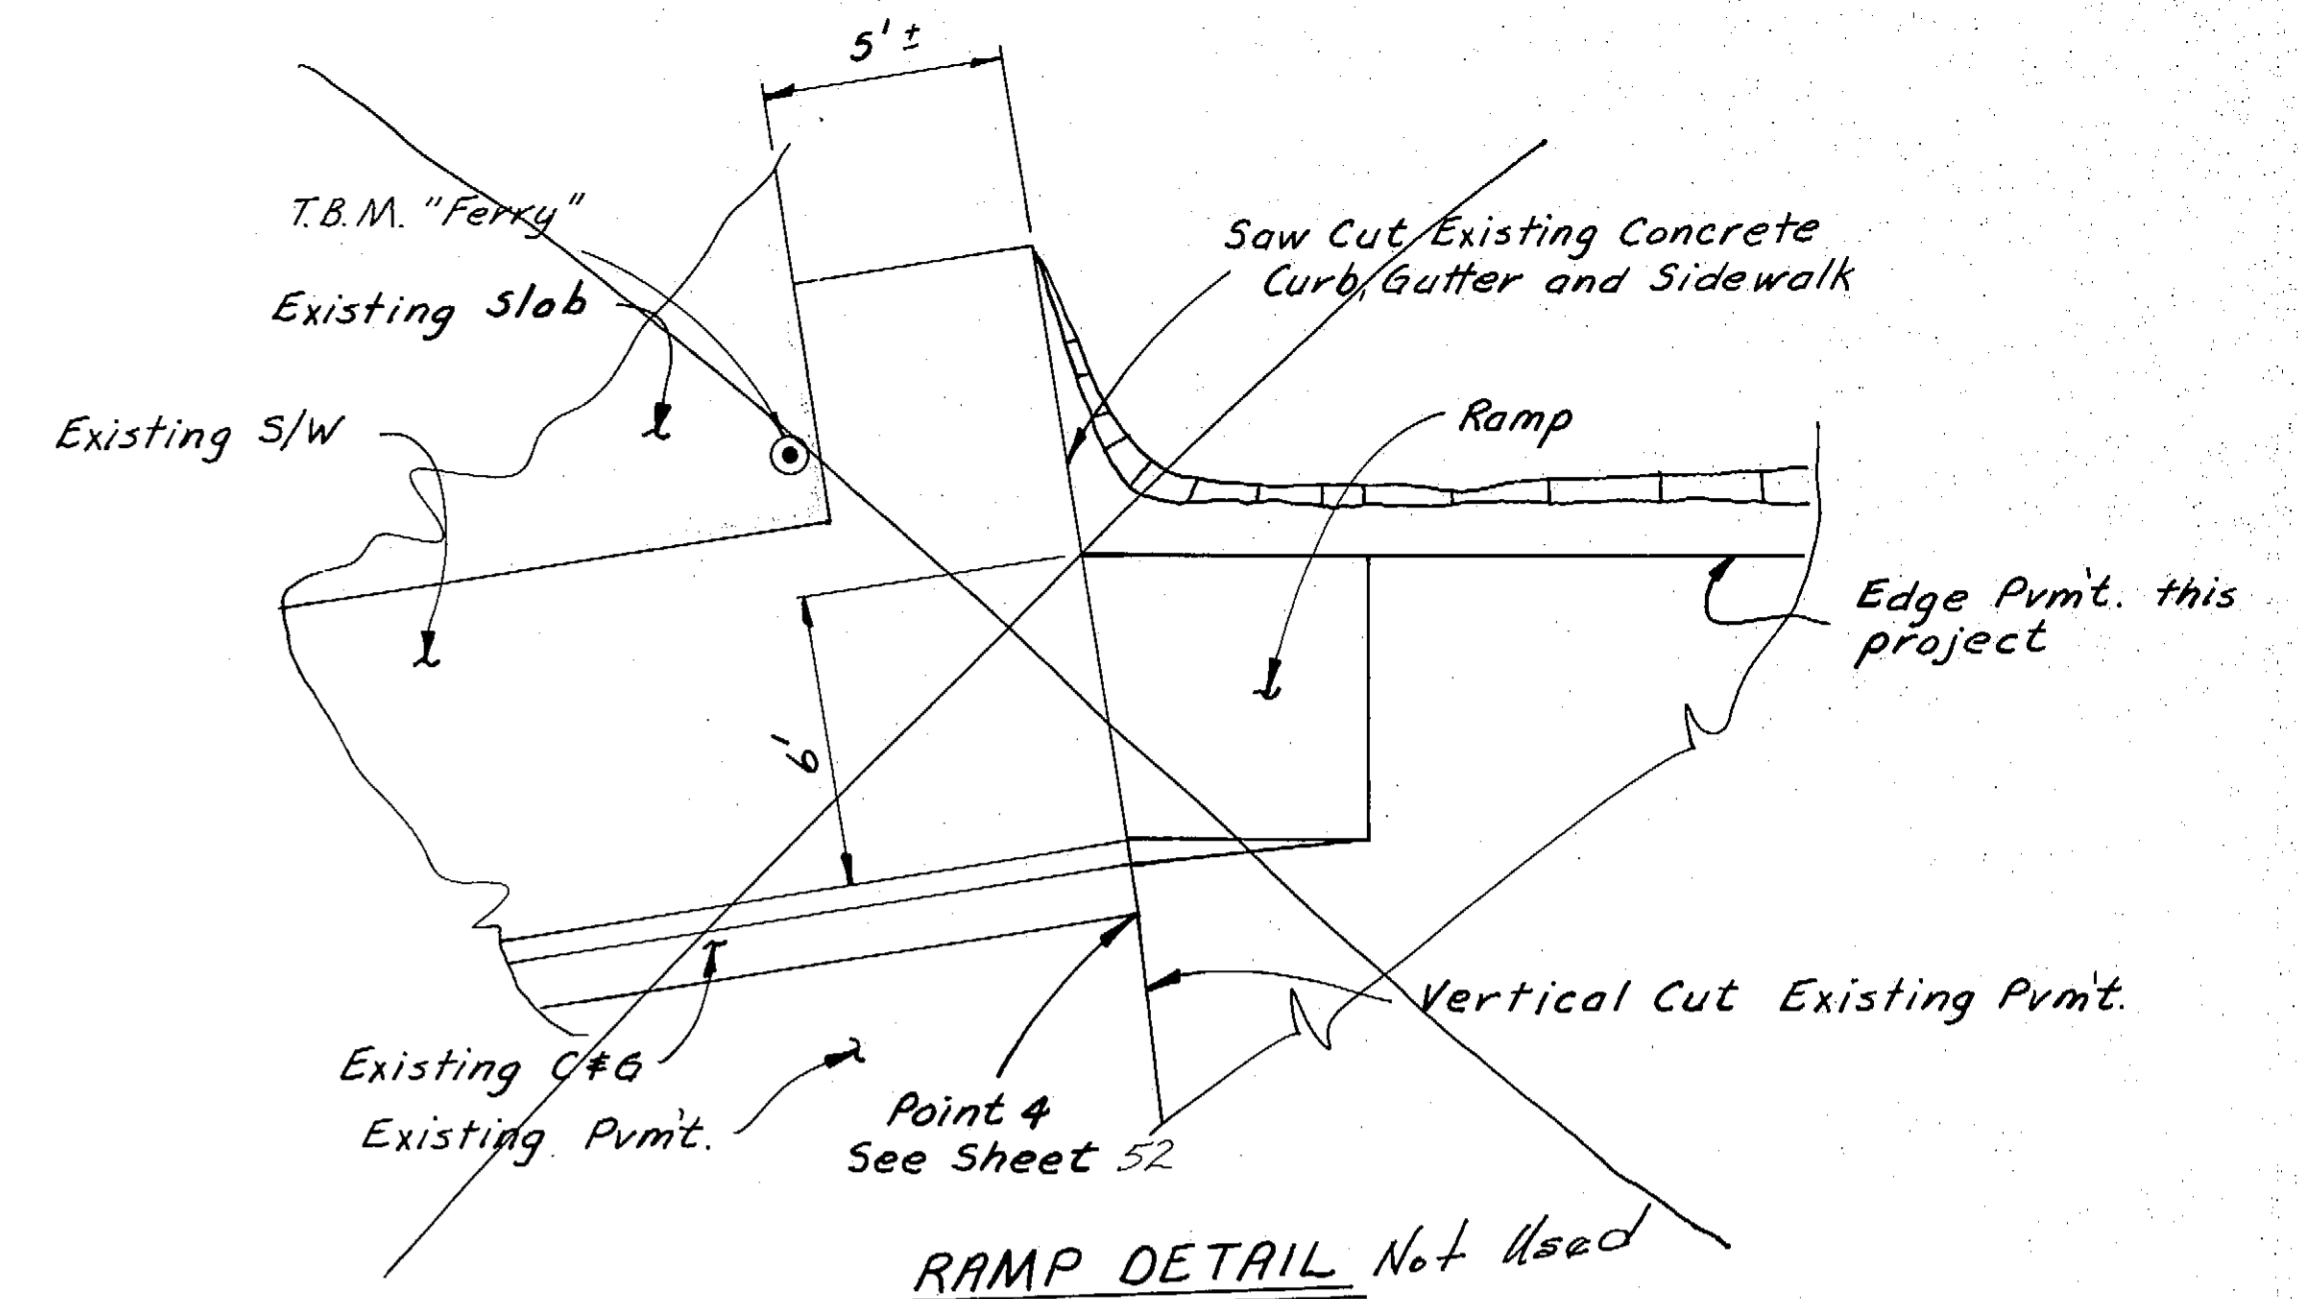 5' ±
T.B.M. "Ferry"
Existing Slab
Saw Cut Existing Concrete
Curb, Gutter and Sidewalk
Existing S/W
Ramp
Edge Pvm't. this
project
6'
Vertical Cut Existing Pvm't.
Existing C&G
Existing Pvm't.
Point 4
See Sheet 52
RAMP DETAIL Not Used